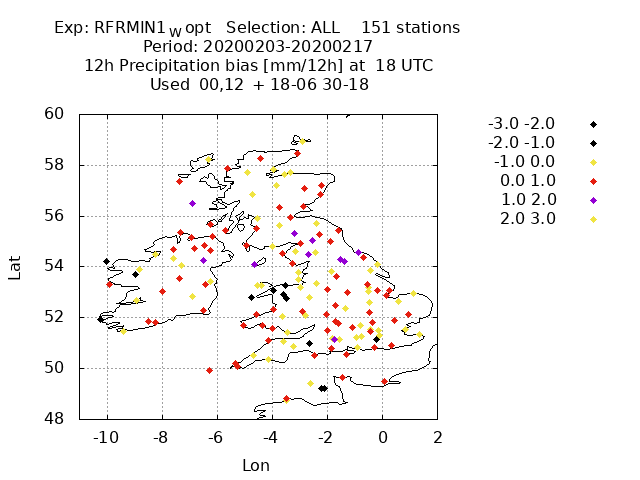 Exp: RFRMIN1_W opt Selection: ALL 151 stations
Period: 20200203-20200217
12h Precipitation bias [mm/12h] at 18 UTC
Used 00,12 + 18-06 30-18
60
58
56
54
52
50
48
-10 -8 -6 -4 -2 0 2
Lat
Lon
-3.0 -2.0
-2.0 -1.0
-1.0 0.0
0.0 1.0
1.0 2.0
2.0 3.0